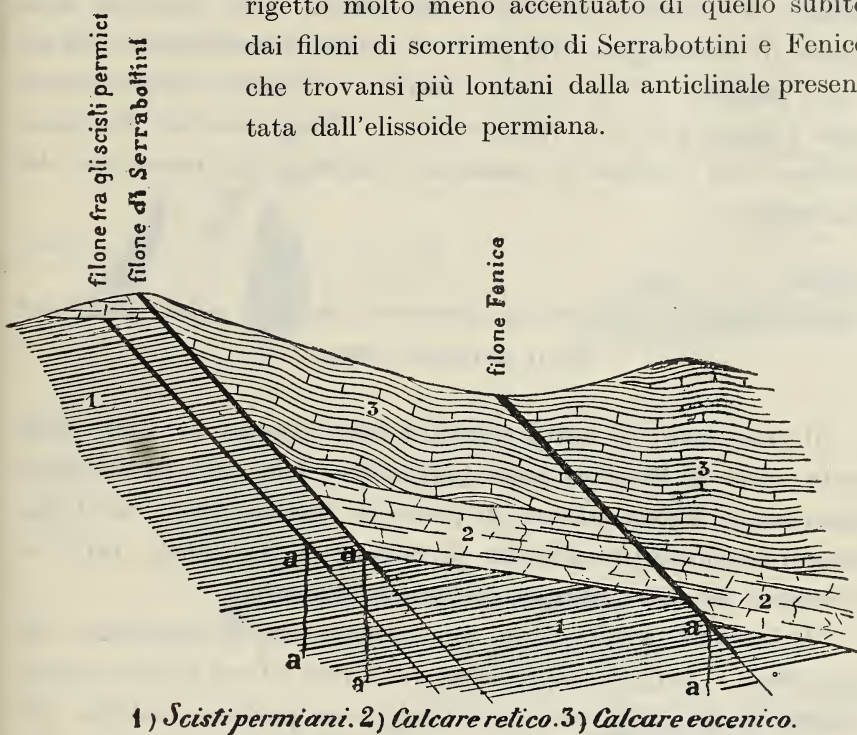 rigetto molto meno accentuato di quello subito
dai filoni di scorrimento di Serrabottini e Fenice
che trovansi più lontani dalla anticlinale presen
tata dall'elissoide permiana.
filone fra gli scisti permici
filone di Serrabottini
filone Fenice
1
3
3
2
2
1
a
a
a
a
a
a
1) Scisti permiani. 2) Calcare retico. 3) Calcare eocenico.